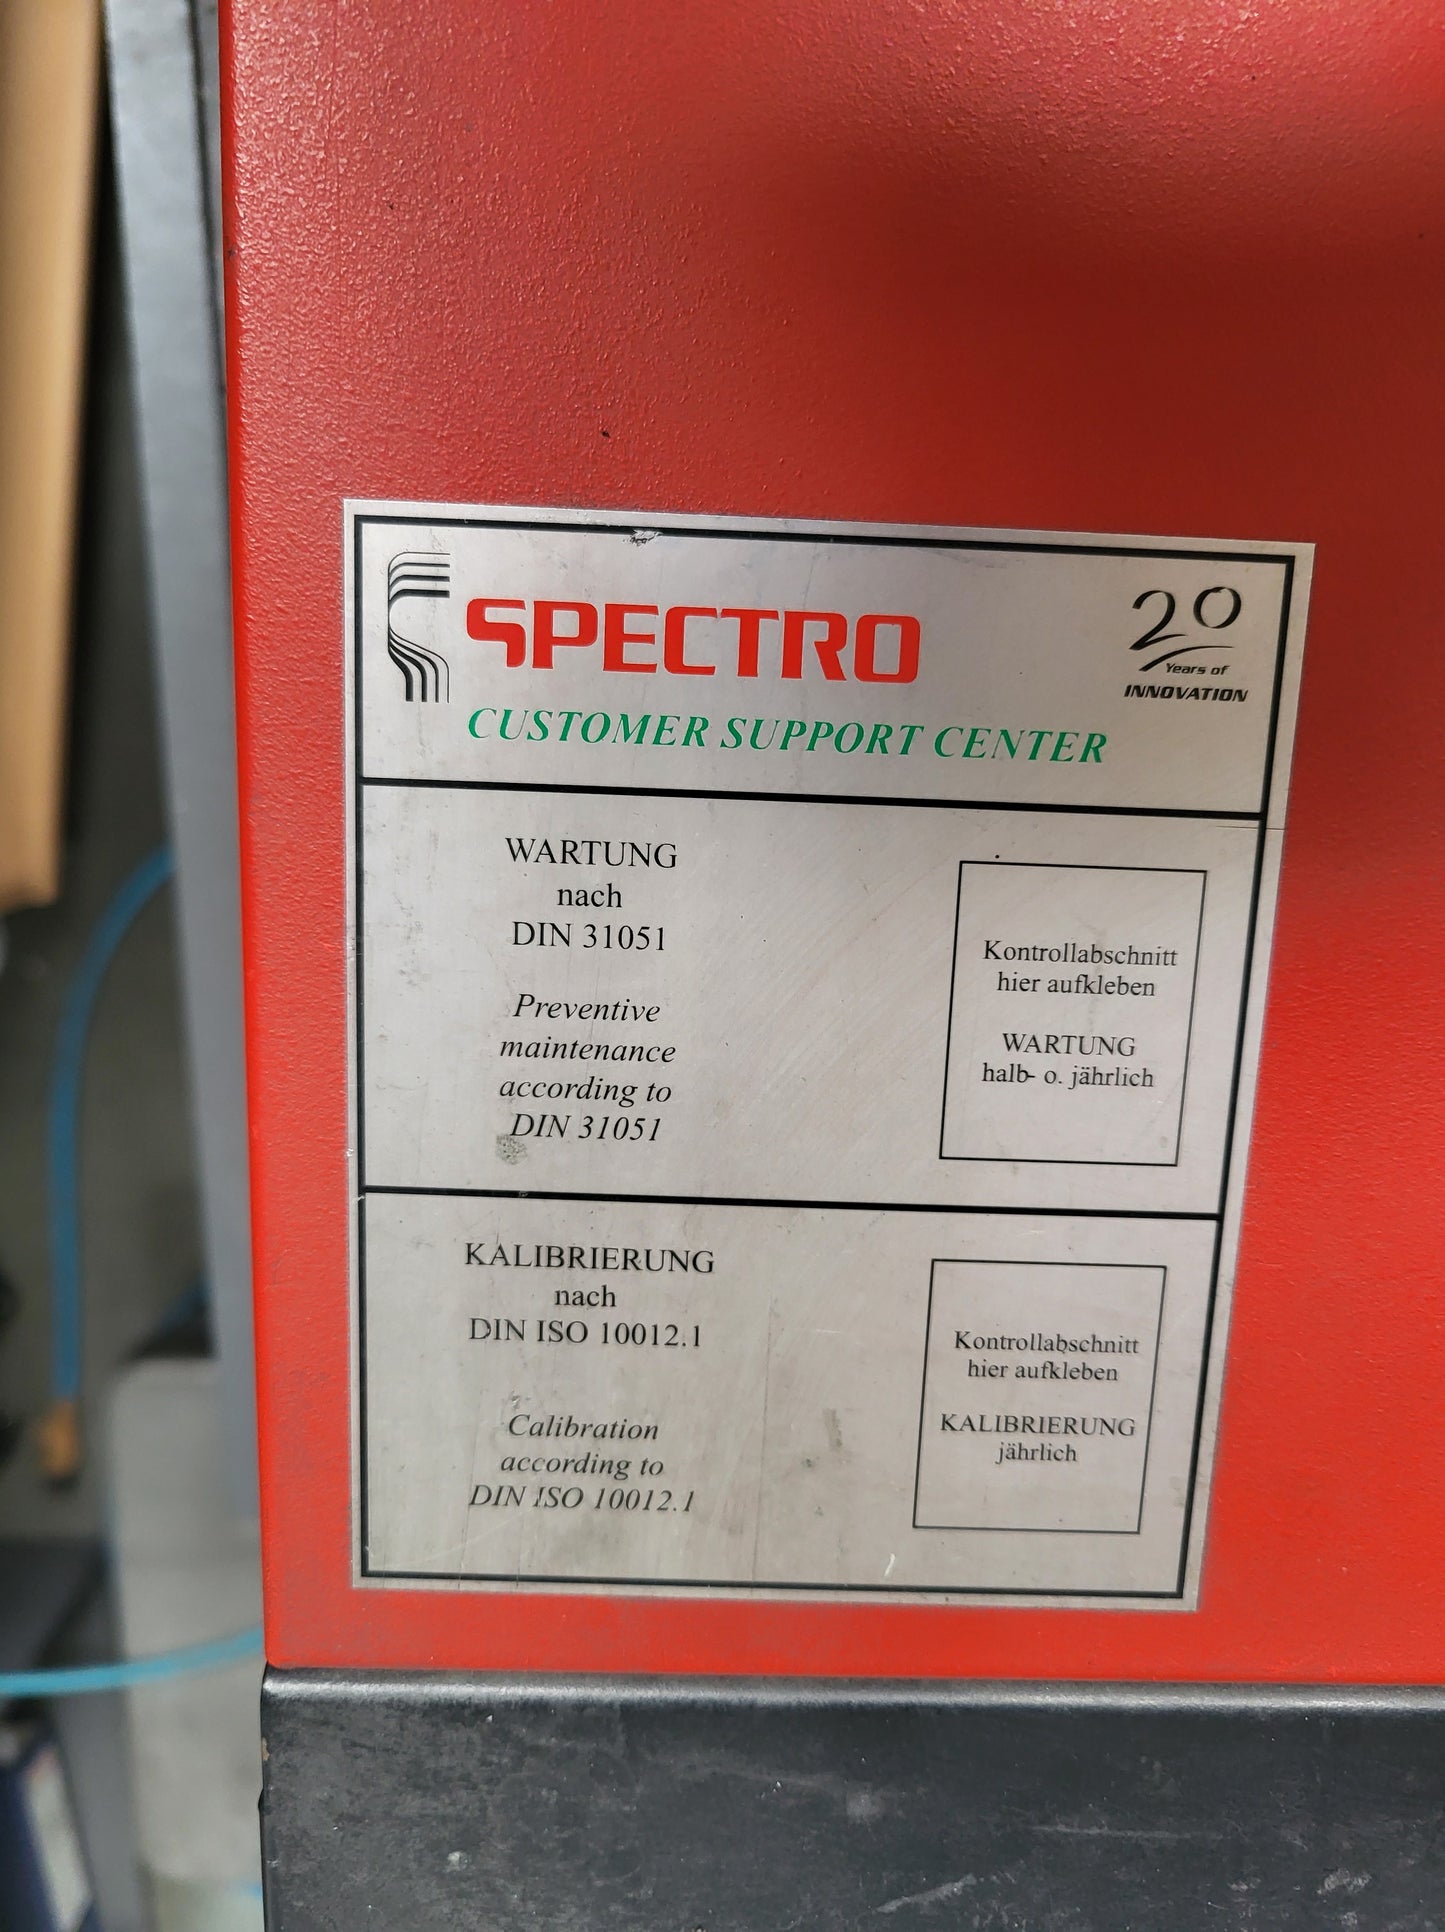 SPECTRO
20
Years of
INNOVATION
CUSTOMER SUPPORT CENTER
WARTUNG
nach
DIN 31051
Preventive
maintenance
according to
DIN 31051
Kontrollabschnitt
hier aufkleben
WARTUNG
halb- o. jährlich
KALIBRIERUNG
nach
DIN ISO 10012.1
Calibration
according to
DIN ISO 10012.1
Kontrollabschnitt
hier aufkleben
KALIBRIERUNG
jährlich